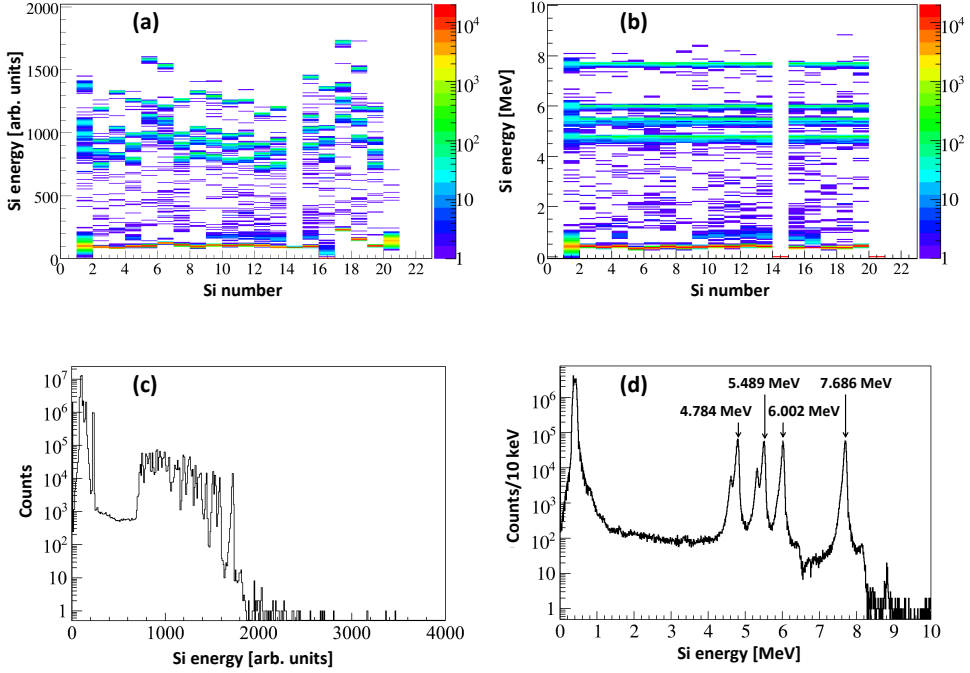 (a)
2000
1500
1000
500
0
Si energy [arb. units]
0 2 4 6 8 10 12 14 16 18 20 22
Si number
10⁴
10³
10²
10
1
(b)
10
8
6
4
2
0
Si energy [MeV]
0 2 4 6 8 10 12 14 16 18 20 22
Si number
10⁴
10³
10²
10
1
(c)
10⁷
10⁶
10⁵
10⁴
10³
10²
10
1
Counts
0 1000 2000 3000 4000
Si energy [arb. units]
(d)
5.489 MeV
7.686 MeV
4.784 MeV
6.002 MeV
10⁶
10⁵
10⁴
10³
10²
10
1
Counts/10 keV
0 1 2 3 4 5 6 7 8 9 10
Si energy [MeV]